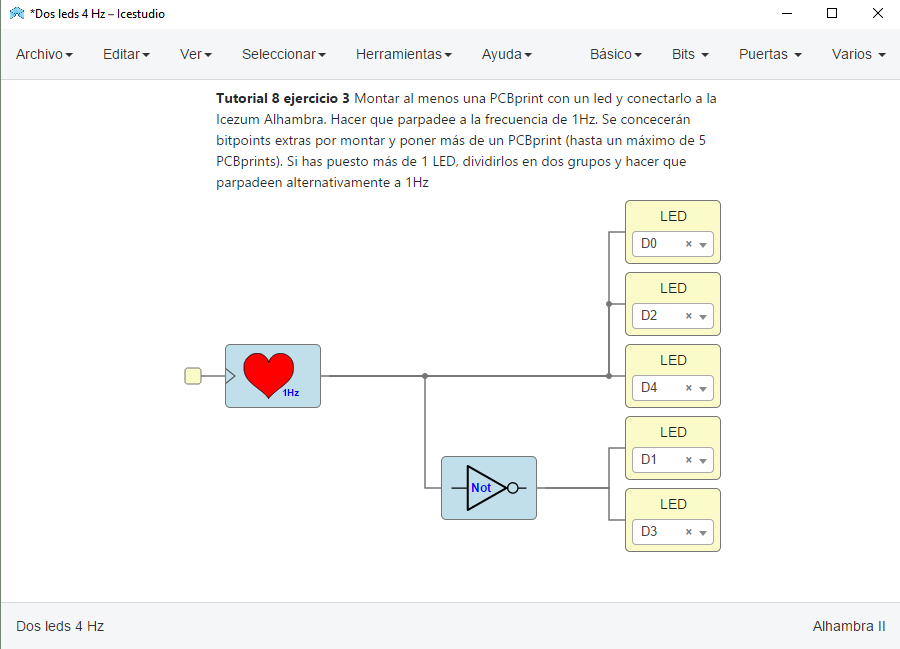 *Dos leds 4 Hz – Icestudio
Archivo Editar Ver Seleccionar Herramientas Ayuda Básico Bits Puertas Varios
Tutorial 8 ejercicio 3 Montar al menos una PCBprint con un led y conectarlo a la
Icezum Alhambra. Hacer que parpadee a la frecuencia de 1Hz. Se concecerán
bitpoints extras por montar y poner más de un PCBprint (hasta un máximo de 5
PCBprints). Si has puesto más de 1 LED, dividirlos en dos grupos y hacer que
parpadeen alternativamente a 1Hz
LED
D0 ×
LED
D2 ×
LED
D4 ×
1Hz
LED
D1 ×
Not
LED
D3 ×
Dos leds 4 Hz
Alhambra II